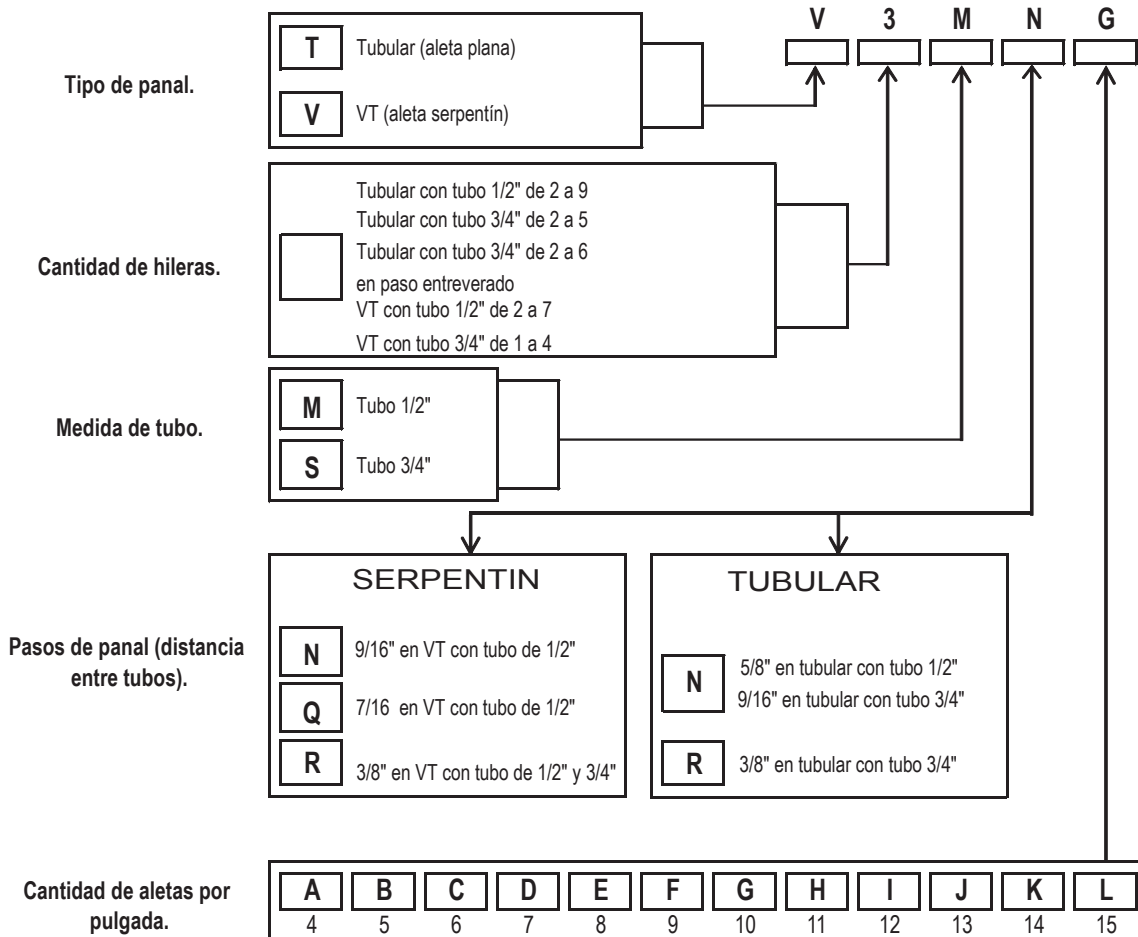 V 3 M N G
T Tubular (aleta plana)
Tipo de panal.
V VT (aleta serpentín)
Tubular con tubo 1/2" de 2 a 9
Tubular con tubo 3/4" de 2 a 5
Tubular con tubo 3/4" de 2 a 6
Cantidad de hileras.
en paso entreverado
VT con tubo 1/2" de 2 a 7
VT con tubo 3/4" de 1 a 4
M Tubo 1/2"
Medida de tubo.
S Tubo 3/4"
SERPENTIN
N 9/16" en VT con tubo de 1/2"
Q 7/16 en VT con tubo de 1/2"
R 3/8" en VT con tubo de 1/2" y 3/4"
TUBULAR
N 5/8" en tubular con tubo 1/2"
9/16" en tubular con tubo 3/4"
R 3/8" en tubular con tubo 3/4"
Pasos de panal (distancia
entre tubos).
Cantidad de aletas por
pulgada.
A B C D E F G H I J K L
4 5 6 7 8 9 10 11 12 13 14 15